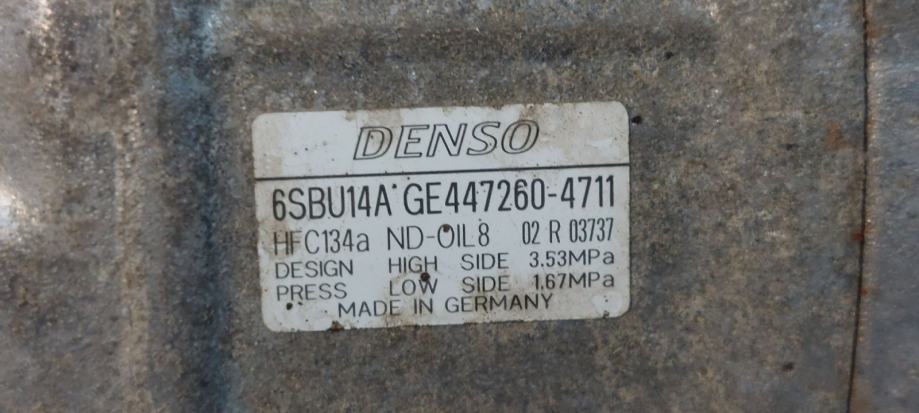 DENSO
6SBU14A GE447260-4711
HFC134a ND-OIL8 02 R 03737
DESIGN HIGH SIDE 3.53MPa
PRESS LOW SIDE 1.67MPa
MADE IN GERMANY